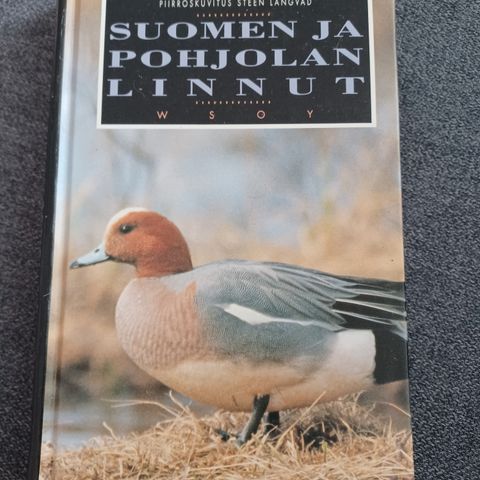 PIIRROSKUVITUS STEEN LANGVAD
SUOMEN JA
POHJOLAN
LINNUT
WSOY